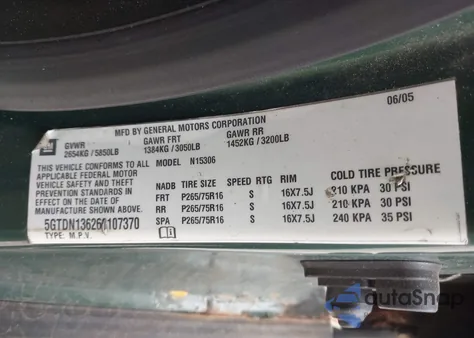 MFD BY GENERAL MOTORS CORPORATION 06/05
GM GVWR GAWR FRT GAWR RR
2654KG / 5850LB 1384KG / 3050LB 1452KG / 3200LB
THIS VEHICLE CONFORMS TO ALL MODEL N15306
APPLICABLE FEDERAL MOTOR COLD TIRE PRESSURE
VEHICLE SAFETY AND THEFT NADB TIRE SIZE SPEED RTG RIM
PREVENTION STANDARDS IN FRT P265/75R16 S 16X7.5J 210 KPA 30 PSI
EFFECT ON THE DATE OF RR P265/75R16 S 16X7.5J 210 KPA 30 PSI
MANUFACTURE SHOWN ABOVE. SPA P265/75R16 S 16X7.5J 240 KPA 35 PSI
5GTDN136268107370
TYPE: M.P.V.
autoSnap